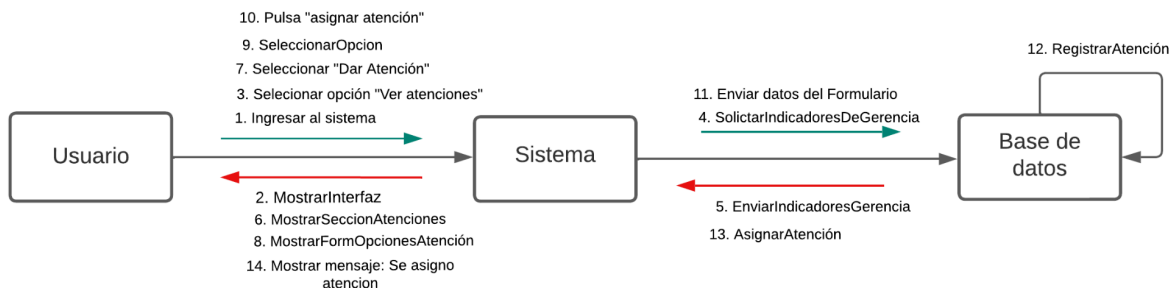 10. Pulsa "asignar atención"
9. SeleccionarOpcion
7. Seleccionar "Dar Atención"
3. Selecionar opción "Ver atenciones"
1. Ingresar al sistema
12. RegistrarAtención
11. Enviar datos del Formulario
4. SolictarIndicadoresDeGerencia
Usuario
Sistema
Base de
datos
2. MostrarInterfaz
6. MostrarSeccionAtenciones
8. MostrarFormOpcionesAtención
14. Mostrar mensaje: Se asigno
atencion
5. EnviarIndicadoresGerencia
13. AsignarAtención